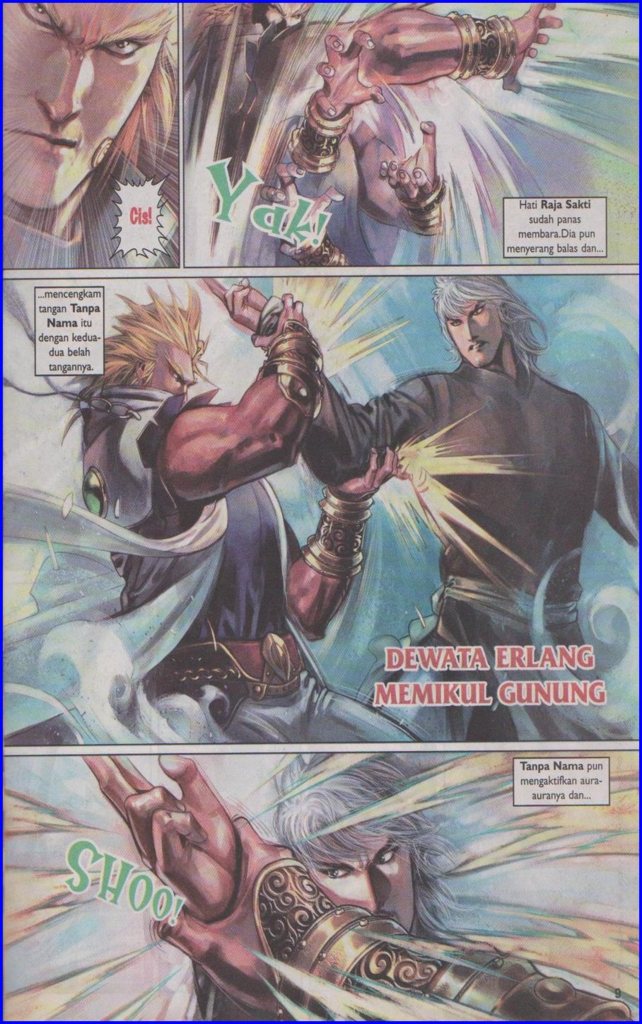 Cis!
Yak!
Hati Raja Sakti
sudah panas
membara.Dia pun
menyerang balas dan...
...mencengkam
tangan Tanpa
Nama itu
dengan kedua-
dua belah
tangannya.
DEWATA ERLANG
MEMIKUL GUNUNG
Tanpa Nama pun
mengaktifkan aura-
auranya dan...
SHOO!
9